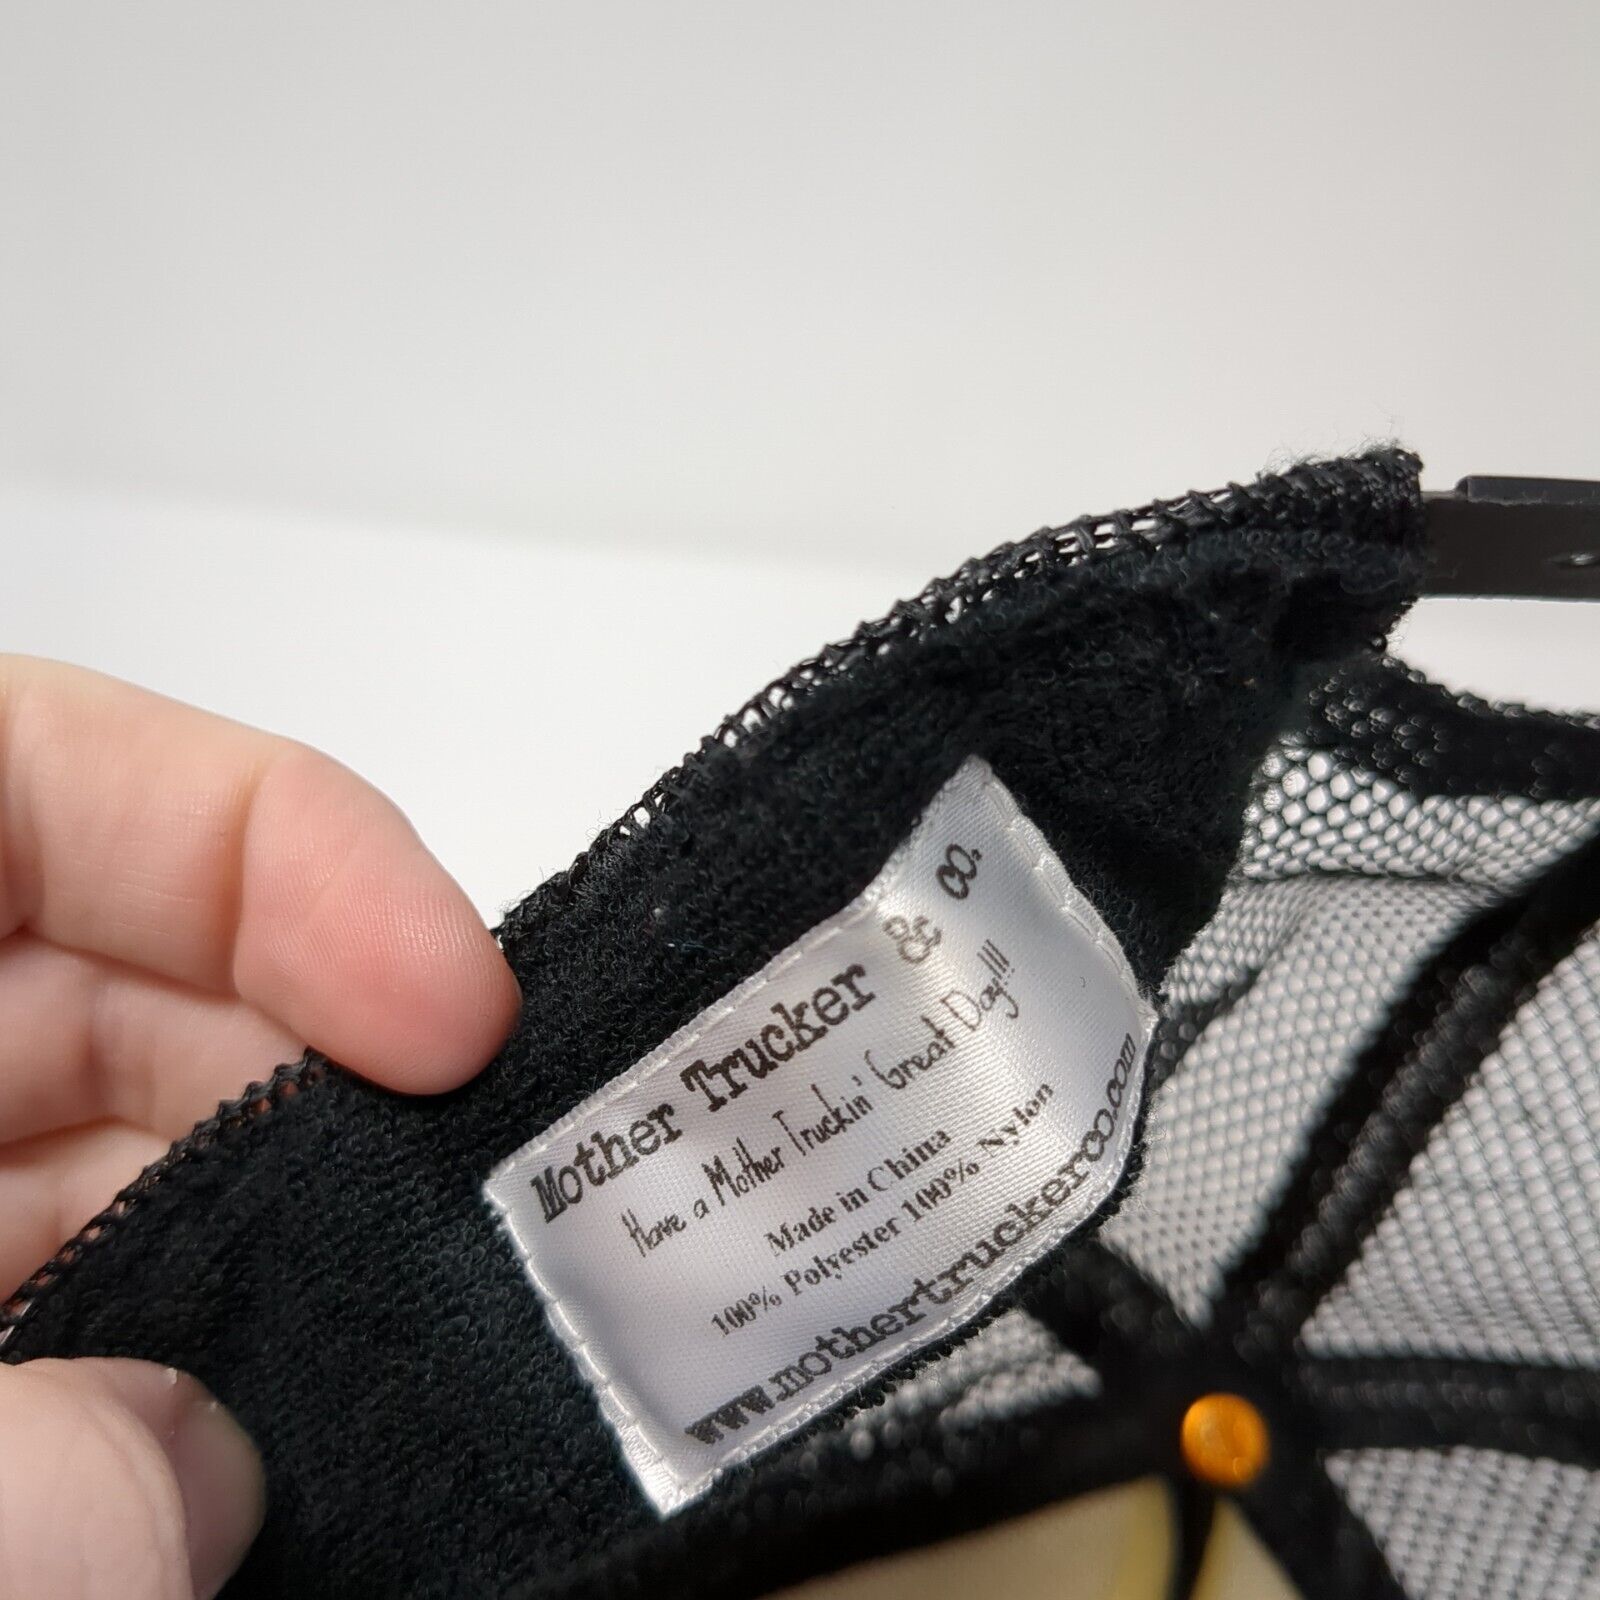 Mother Trucker & co.
Have a Mother Truckin' Great Day!!!
Made in China
100% Polyester 100% Nylon
www.mothertruckerco.com